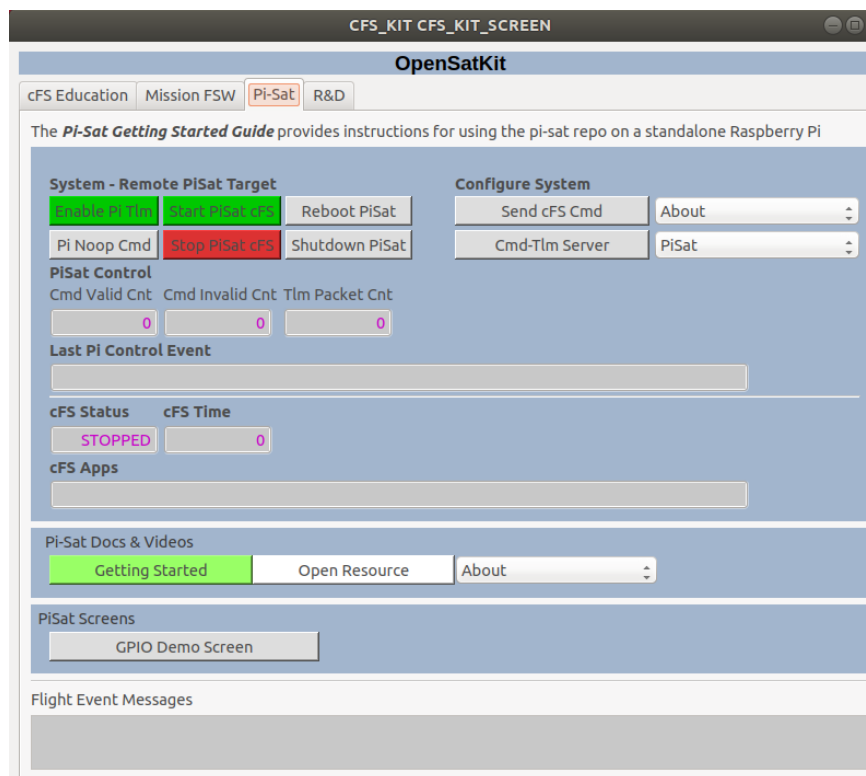 CFS_KIT CFS_KIT_SCREEN
OpenSatKit
cFS Education Mission FSW Pi-Sat R&D
The Pi-Sat Getting Started Guide provides instructions for using the pi-sat repo on a standalone Raspberry Pi
System - Remote PiSat Target Configure System
Enable Pi Tlm Start PiSat cFS Reboot PiSat Send cFS Cmd About
Pi Noop Cmd Stop PiSat cFS Shutdown PiSat Cmd-Tlm Server PiSat
PiSat Control
Cmd Valid Cnt Cmd Invalid Cnt Tlm Packet Cnt
0 0 0
Last Pi Control Event
cFS Status cFS Time
STOPPED 0
cFS Apps
Pi-Sat Docs & Videos
Getting Started Open Resource About
PiSat Screens
GPIO Demo Screen
Flight Event Messages